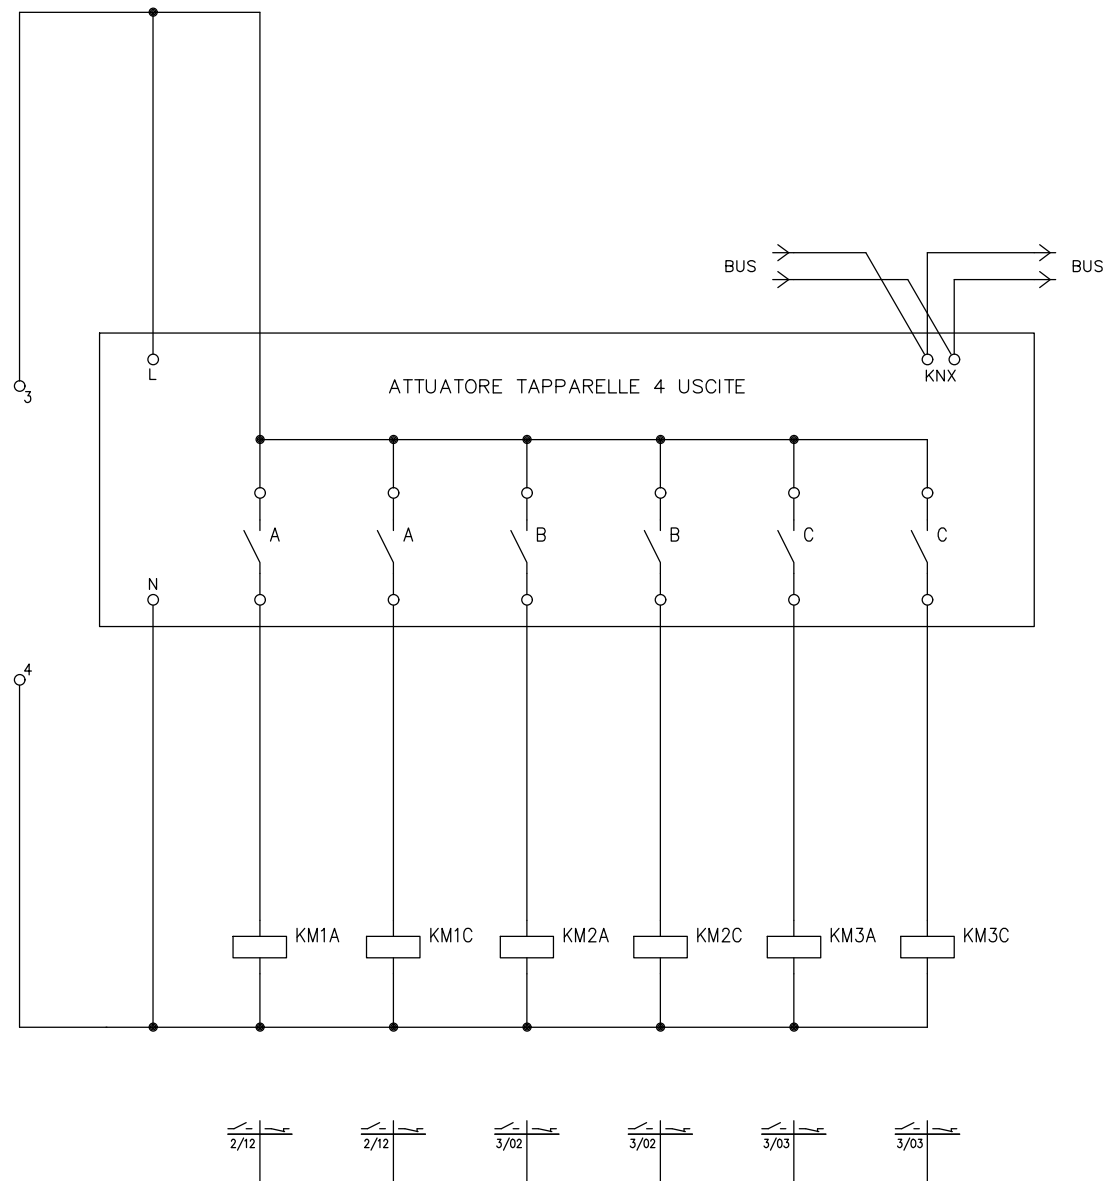 BUS
BUS
L
KNX
3
ATTUATORE TAPPARELLE 4 USCITE
A
A
B
B
C
C
N
4
KM1A
KM1C
KM2A
KM2C
KM3A
KM3C
2/12
2/12
3/02
3/02
3/03
3/03